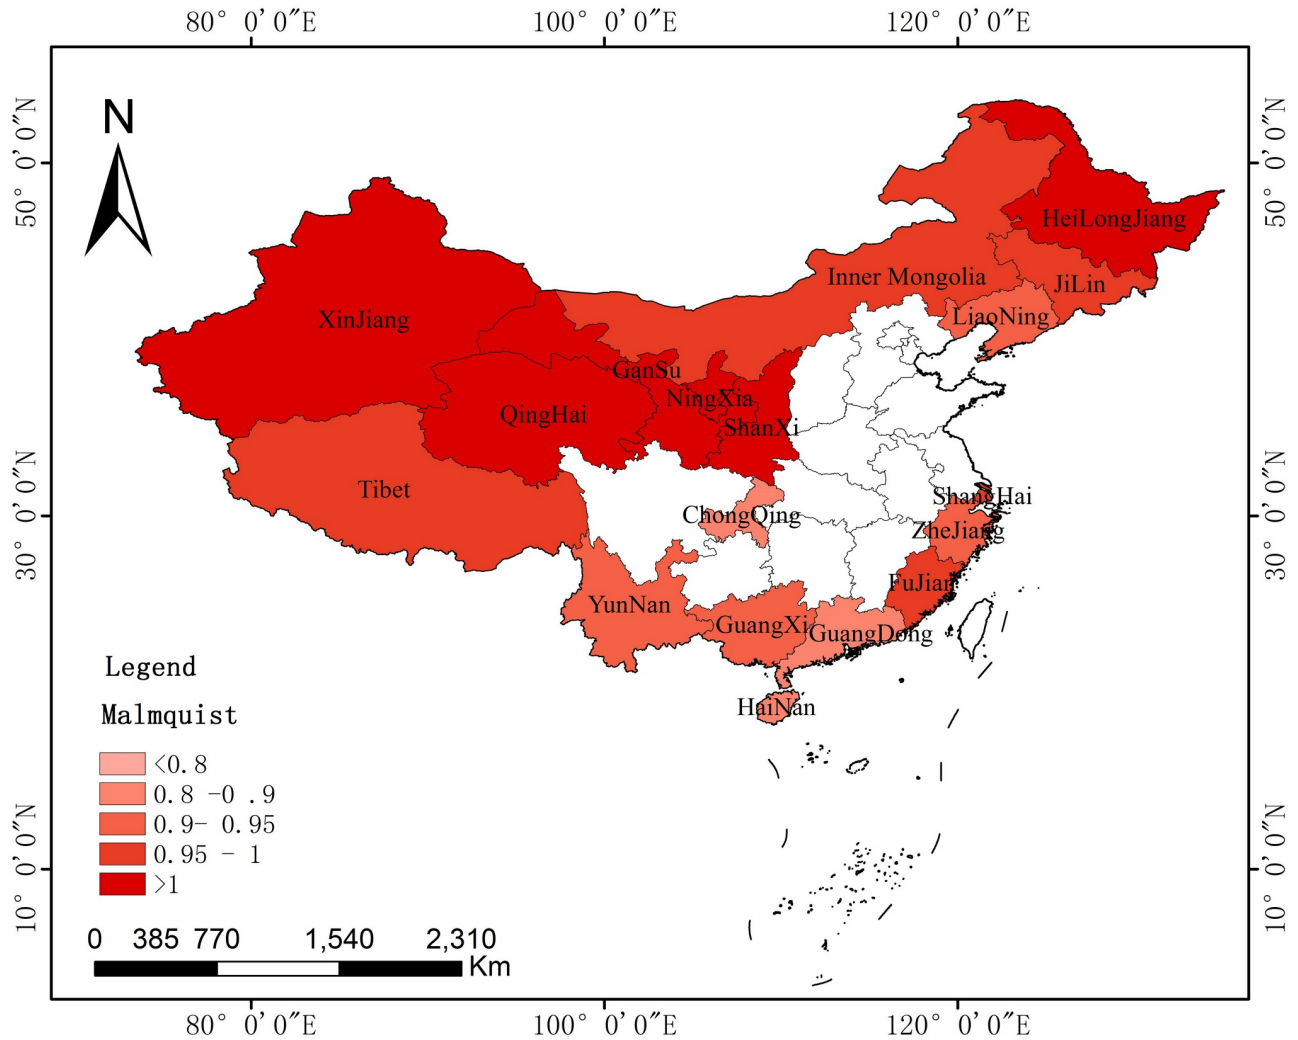 80° 0′0″E
100° 0′0″E
120° 0′0″E
N
50° 0′0″N
50° 0′0″N
HeiLongJiang
Inner Mongolia
JiLin
XinJiang
LiaoNing
GanSu
NingXia
QingHai
ShanXi
Tibet
ShangHai
ChongQing
30° 0′0″N
30° 0′0″N
ZheJiang
FuJian
YunNan
GuangXi
GuangDong
HaiNan
Legend
Malmquist
<0.8
0.8 -0 .9
0.9- 0.95
0.95 - 1
>1
10° 0′0″N
10° 0′0″N
0 385 770 1,540 2,310
Km
80° 0′0″E
100° 0′0″E
120° 0′0″E